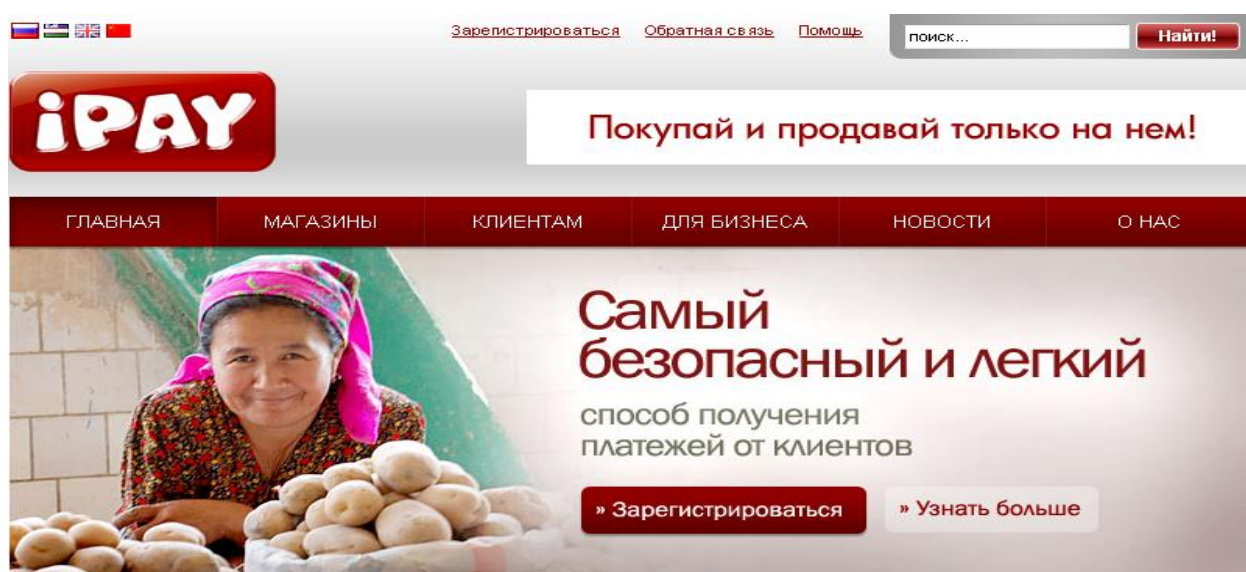 Зарегистрироваться Обратная связь Помощь поиск... Найти!
iPAY
Покупай и продавай только на нем!
ГЛАВНАЯ МАГАЗИНЫ КЛИЕНТАМ ДЛЯ БИЗНЕСА НОВОСТИ О НАС
Самый
безопасный и легкий
способ получения
платежей от клиентов
» Зарегистрироваться » Узнать больше